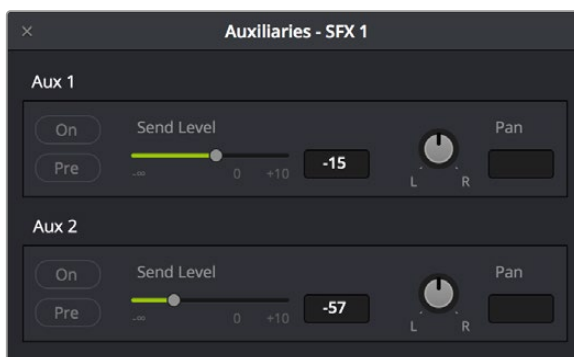 × Auxiliaries - SFX 1
Aux 1
On Send Level Pan
-15
Pre
-∞ 0 +10 L R
Aux 2
On Send Level Pan
-57
Pre
-∞ 0 +10 L R